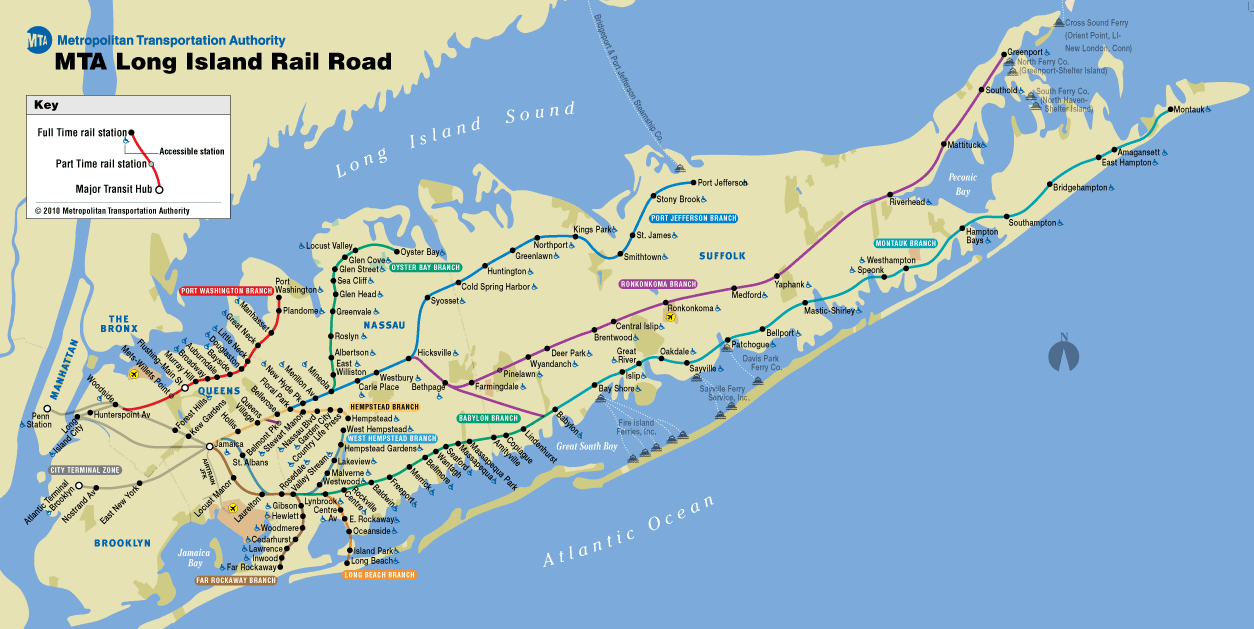 MTA
Metropolitan Transportation Authority
MTA Long Island Rail Road
Key
Full Time rail station
Accessible station
Part Time rail station
Major Transit Hub
© 2010 Metropolitan Transportation Authority
Long Island Sound
Bridgeport & Port Jefferson Steamship Co.
Cross Sound Ferry
(Orient Point, LI-
New London, Conn)
Greenport
North Ferry Co.
(Greenport-Shelter Island)
Southold
South Ferry Co.
(North Haven-
Shelter Island)
Mattituck
Montauk
Amagansett
East Hampton
Peconic
Bay
Bridgehampton
Riverhead
Southampton
Hampton
Bays
MONTAUK BRANCH
Westhampton
Speonk
Port Jefferson
Stony Brook
PORT JEFFERSON BRANCH
St. James
Smithtown
SUFFOLK
Kings Park
Northport
Greenlawn
Huntington
Cold Spring Harbor
Syosset
RONKONKOMA BRANCH
Yaphank
Medford
Ronkonkoma
Mastic-Shirley
Central Islip
Brentwood
Deer Park
Wyandanch
Pinelawn
Farmingdale
Bethpage
Hicksville
Bellport
Patchogue
Davis Park
Ferry Co.
Oakdale
Sayville
Sayville Ferry
Service, Inc.
Great
River
Islip
Bay Shore
Fire Island
Ferries, Inc.
Great South Bay
Babylon
BABYLON BRANCH
Locust Valley
Oyster Bay
OYSTER BAY BRANCH
Glen Cove
Glen Street
Sea Cliff
Glen Head
Greenvale
NASSAU
Roslyn
Albertson
East
Williston
Westbury
Carle Place
PORT WASHINGTON BRANCH
Port
Washington
Plandome
Manhasset
Great Neck
Little Neck
Douglaston
Bayside
Auburndale
Broadway
Murray Hill
Flushing-Main St
Mets-Willets Point
Woodside
THE
BRONX
MANHATTAN
QUEENS
Penn
Station
Long
Island City
Hunterspoint Av
Forest Hills
Kew Gardens
Jamaica
Hollis
Queens
Village
Bellerose
Floral Park
New Hyde Pk
Merillon Av
Mineola
HEMPSTEAD BRANCH
Hempstead
West Hempstead
WEST HEMPSTEAD BRANCH
Hempstead Gardens
Lakeview
Malverne
Westwood
Belmont Pk
Stewart Manor
Nassau Blvd
Garden City
Country Life Press
St. Albans
Rosedale
Valley Stream
AIRTRAIN
JFK
Locust Manor
Laurelton
CITY TERMINAL ZONE
Atlantic Terminal
Brooklyn
Nostrand Av
East New York
BROOKLYN
Jamaica
Bay
Gibson
Hewlett
Woodmere
Cedarhurst
Lawrence
Inwood
Far Rockaway
FAR ROCKAWAY BRANCH
Lynbrook
Centre
Av
E. Rockaway
Oceanside
Island Park
Long Beach
LONG BEACH BRANCH
Rockville
Centre
Baldwin
Freeport
Merrick
Bellmore
Wantagh
Seaford
Massapequa
Massapequa Park
Amityville
Copiague
Lindenhurst
Atlantic Ocean
N